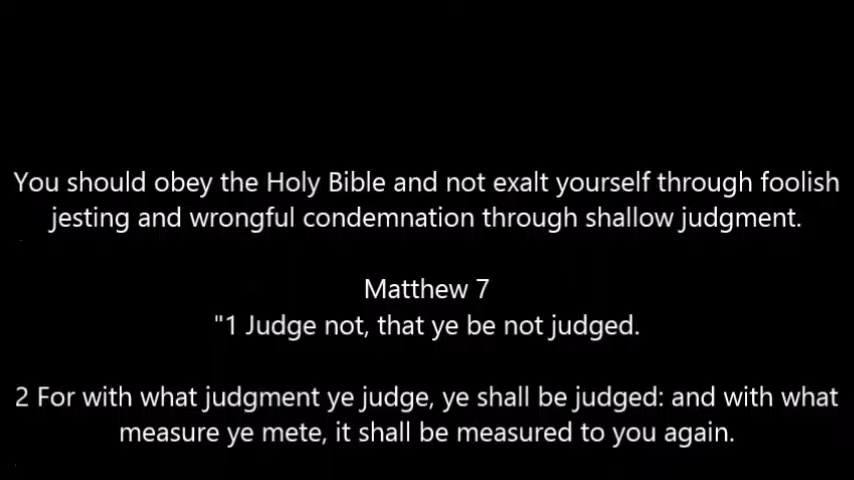 You should obey the Holy Bible and not exalt yourself through foolish
jesting and wrongful condemnation through shallow judgment.
Matthew 7
"1 Judge not, that ye be not judged.
2 For with what judgment ye judge, ye shall be judged: and with what
measure ye mete, it shall be measured to you again.